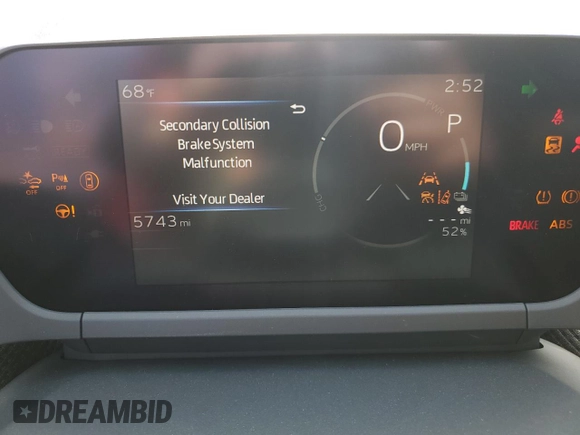 68°F
2:52
Secondary Collision
Brake System
Malfunction
Visit Your Dealer
PWR
P
0 MPH
OFF
P OFF
5743 mi
--- mi
52%
BRAKE
ABS
DREAMBID